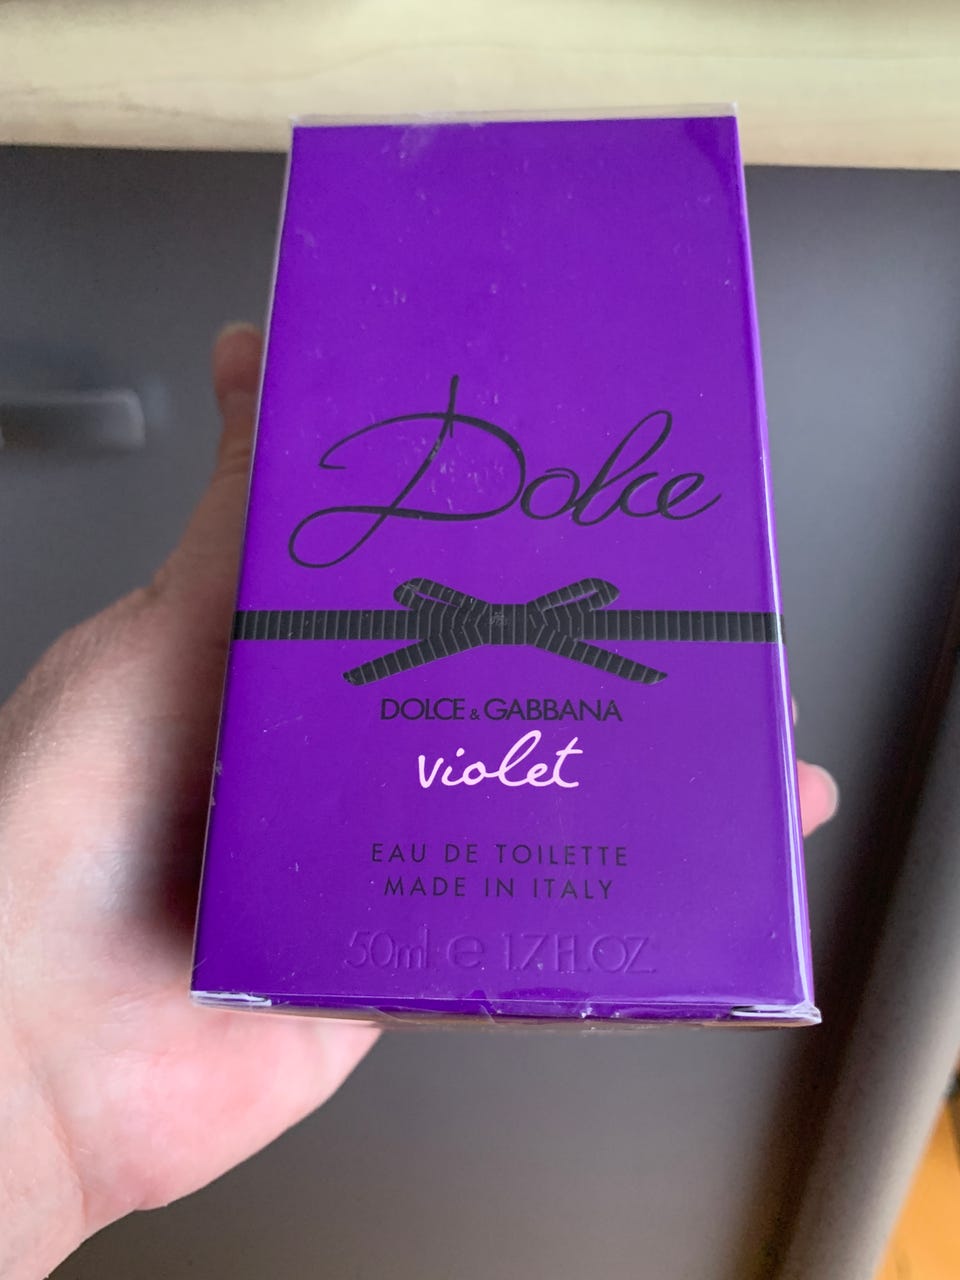 Dolce
DOLCE & GABBANA
violet
EAU DE TOILETTE
MADE IN ITALY
50ml e 1.7 FL.OZ.